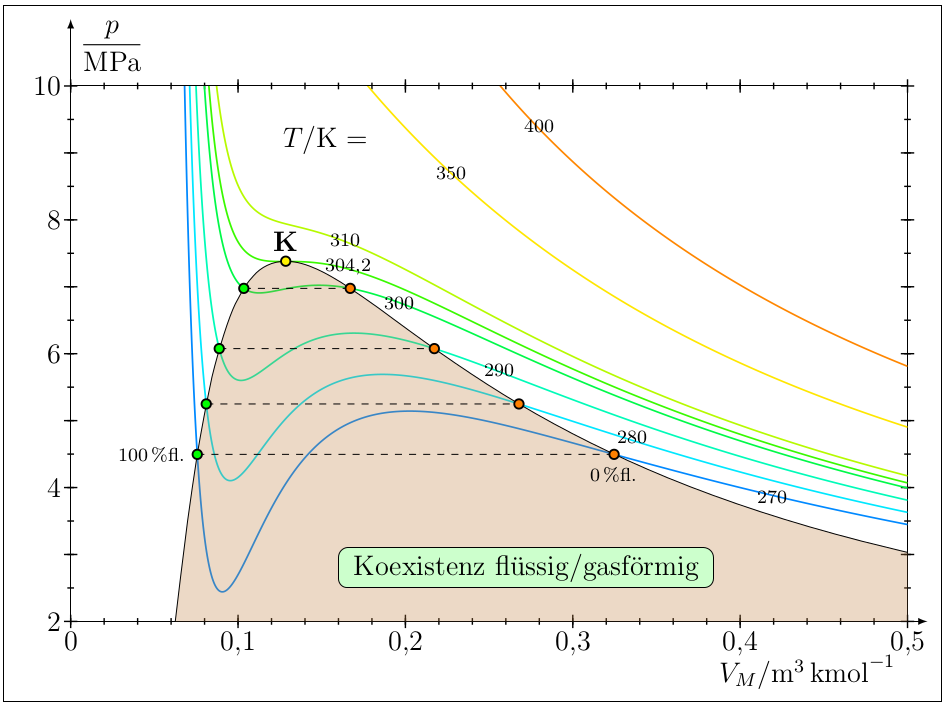 p
MPa
10
T/K =
400
350
8
K
310
304,2
300
6
290
280
100 %fl.
0 %fl.
4
270
Koexistenz flüssig/gasförmig
2
0
0,1
0,2
0,3
0,4
0,5
V_M/m³ kmol⁻¹